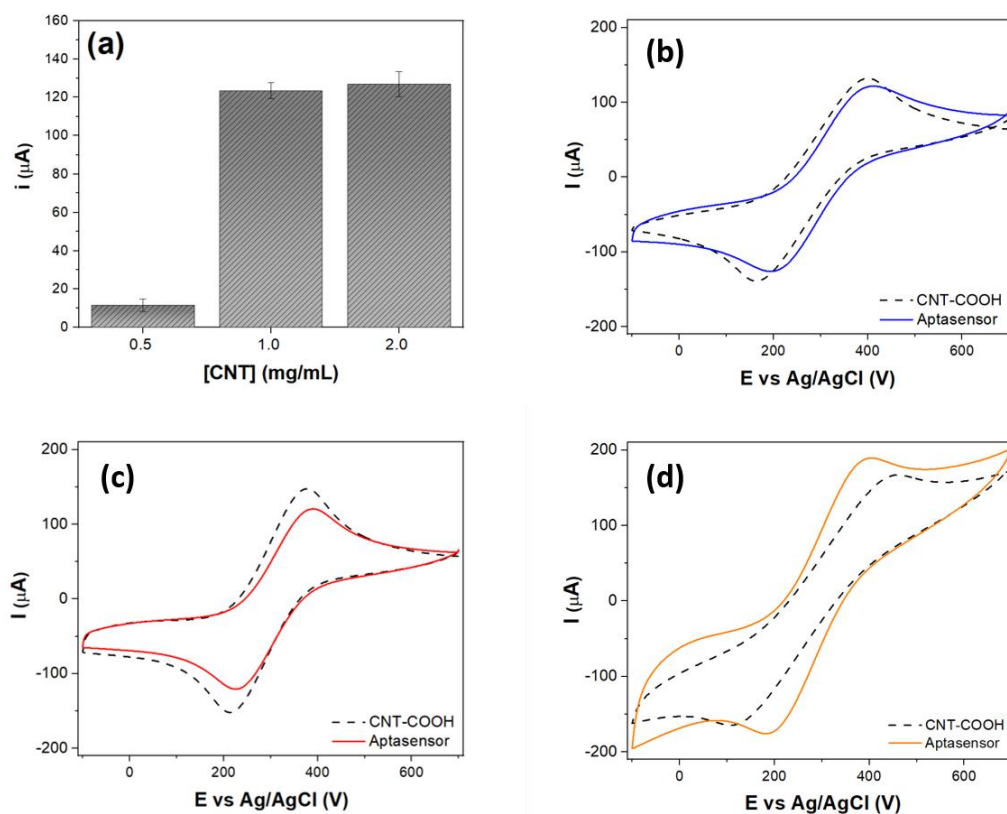 (a)
160
140
120
100
80
60
40
20
0
i (µA)
0.5 1.0 2.0
[CNT] (mg/mL)
(b)
200
100
0
-100
-200
I (µA)
CNT-COOH
Aptasensor
0 200 400 600
E vs Ag/AgCl (V)
(c)
200
100
0
-100
-200
I (µA)
CNT-COOH
Aptasensor
0 200 400 600
E vs Ag/AgCl (V)
(d)
200
100
0
-100
-200
I (µA)
CNT-COOH
Aptasensor
0 200 400 600
E vs Ag/AgCl (V)